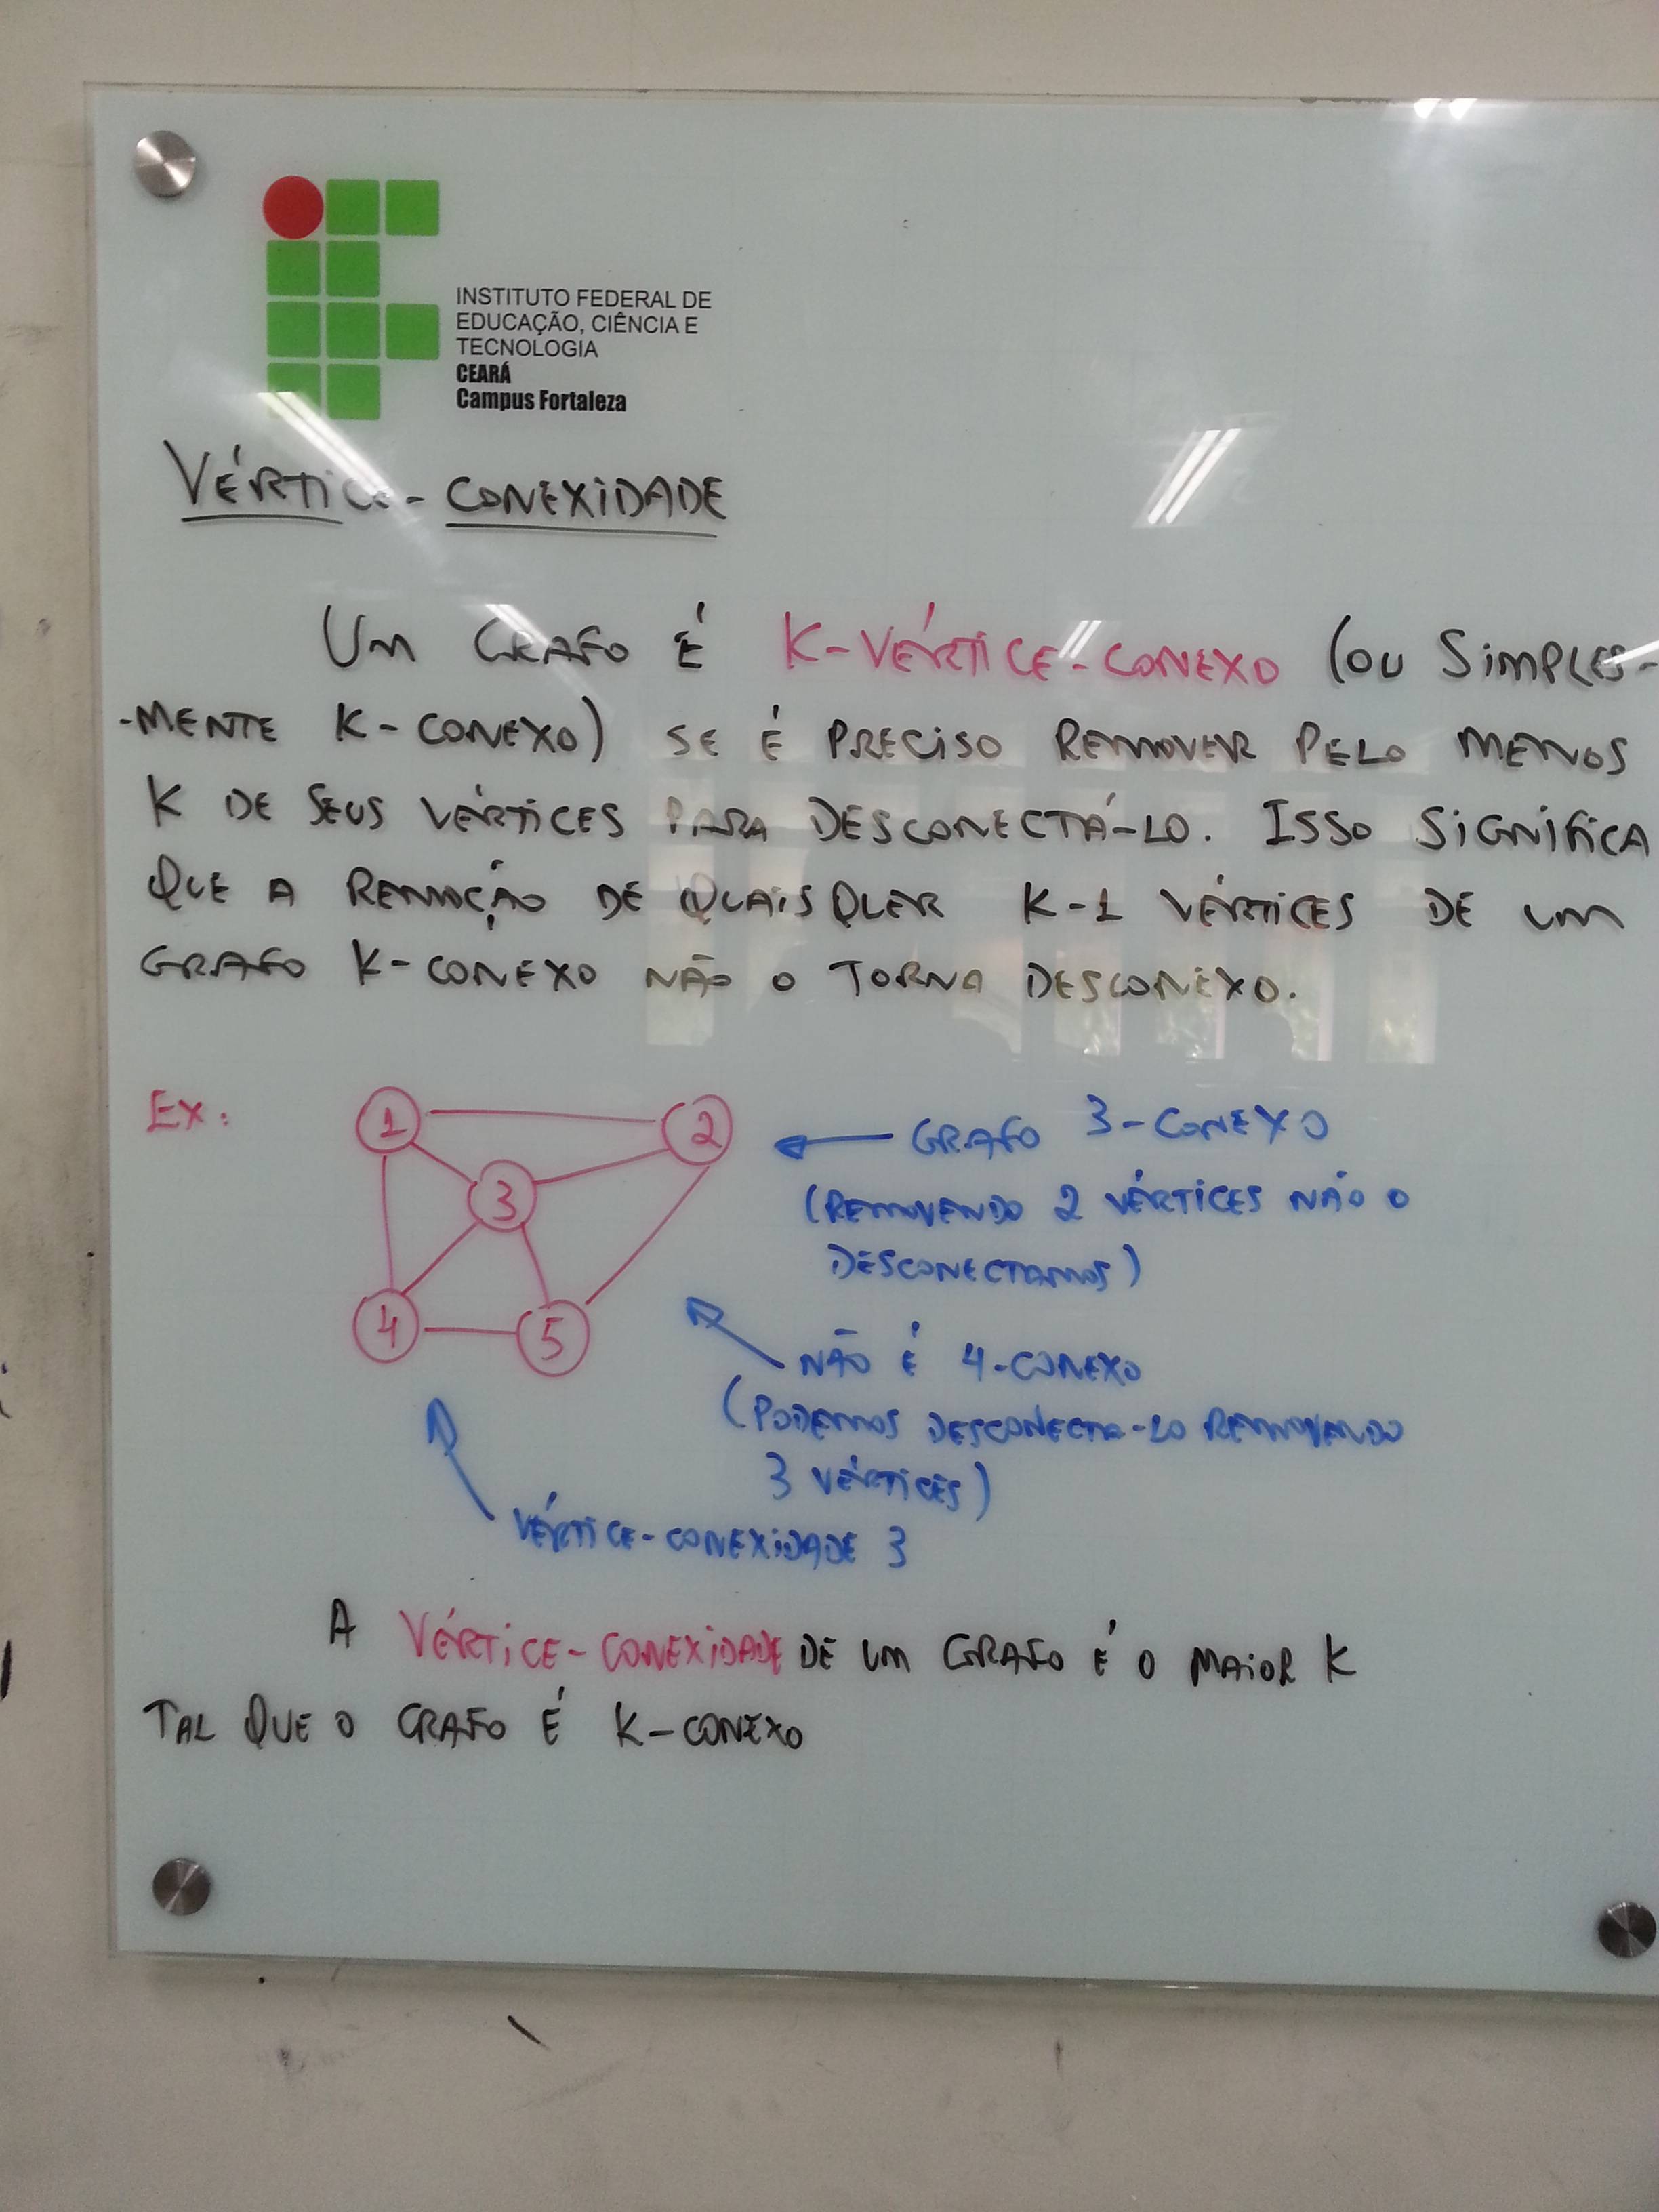 INSTITUTO FEDERAL DE
EDUCAÇÃO, CIÊNCIA E
TECNOLOGIA
CEARÁ
Campus Fortaleza
VÉRTICE-CONEXIDADE
UM GRAFO É K-VÉRTICE-CONEXO (OU SIMPLES-
-MENTE K-CONEXO) SE É PRECISO REMOVER PELO MENOS
K DE SEUS VÉRTICES PARA DESCONECTÁ-LO. ISSO SIGNIFICA
QUE A REMOÇÃO DE QUAISQUER K-1 VÉRTICES DE UM
GRAFO K-CONEXO NÃO O TORNA DESCONEXO.
EX:
1
2
3
4
5
GRAFO 3-CONEXO
(REMOVENDO 2 VÉRTICES NÃO O
DESCONECTAMOS)
NÃO É 4-CONEXO
(PODEMOS DESCONECTA-LO REMOVENDO
3 VÉRTICES)
VÉRTICE-CONEXIDADE 3
A VÉRTICE-CONEXIDADE DE UM GRAFO É O MAIOR K
TAL QUE O GRAFO É K-CONEXO